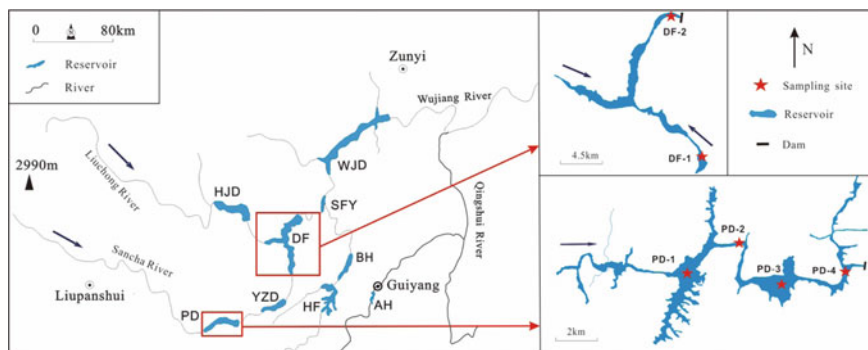 0 80km
N
Reservoir
River
Zunyi
Wujiang River
2990m
Liuchong River
WJD
HJD
SFY
Qingshui River
DF
Sancha River
BH
Guiyang
Liupanshui
YZD
HF
AH
PD
DF-2
DF-1
4.5km
N
Sampling site
Reservoir
Dam
PD-2
PD-1
PD-3
PD-4
2km